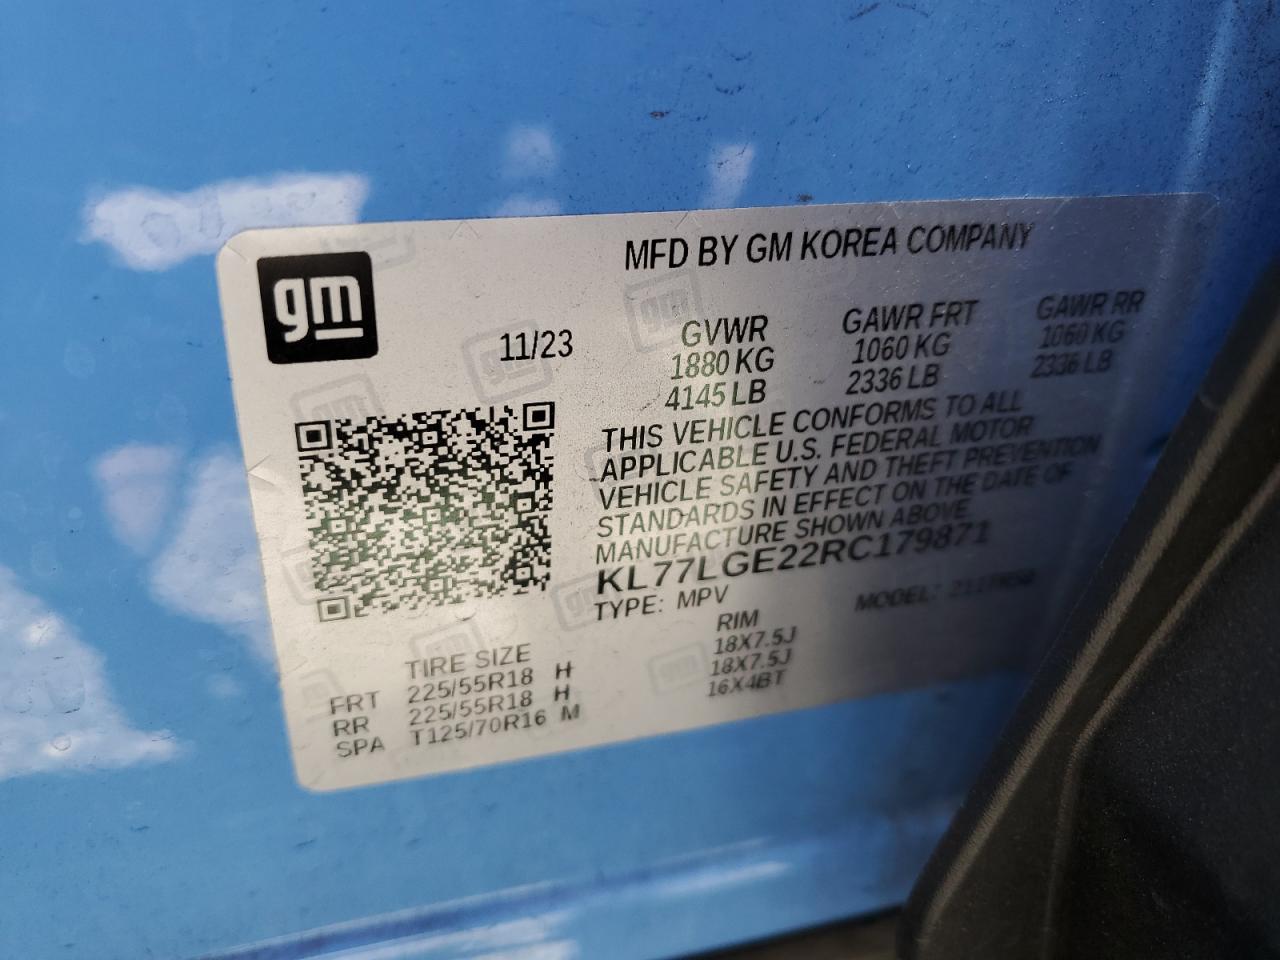 gm
MFD BY GM KOREA COMPANY
11/23
GVWR GAWR FRT GAWR RR
1880 KG 1060 KG 1060 KG
4145 LB 2336 LB 2336 LB
THIS VEHICLE CONFORMS TO ALL
APPLICABLE U.S. FEDERAL MOTOR
VEHICLE SAFETY AND THEFT PREVENTION
STANDARDS IN EFFECT ON THE DATE OF
MANUFACTURE SHOWN ABOVE.
KL77LGE22RC179871
TYPE: MPV MODEL:
TIRE SIZE RIM
FRT 225/55R18 H 18X7.5J
RR 225/55R18 H 18X7.5J
SPA T125/70R16 M 16X4BT